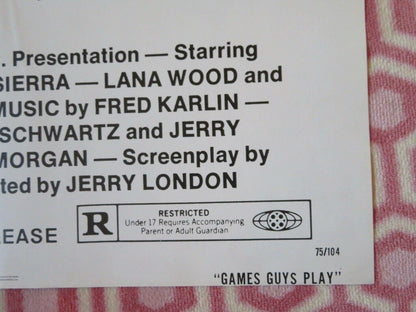 . Presentation — Starring
SIERRA — LANA WOOD and
MUSIC by FRED KARLIN —
SCHWARTZ and JERRY
MORGAN — Screenplay by
ted by JERRY LONDON
LEASE
R
RESTRICTED
Under 17 Requires Accompanying
Parent or Adult Guardian
75/104
"GAMES GUYS PLAY"